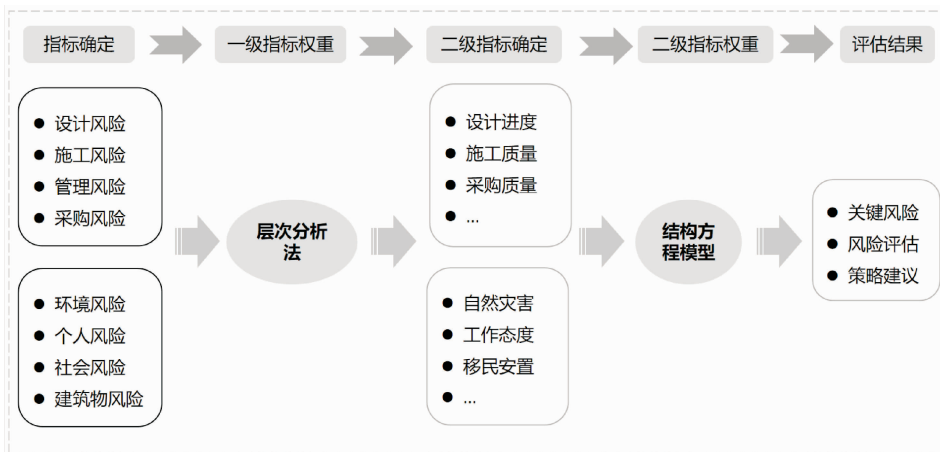 指标确定
一级指标权重
二级指标确定
二级指标权重
评估结果
● 设计风险
● 施工风险
● 管理风险
● 采购风险
● 环境风险
● 个人风险
● 社会风险
● 建筑物风险
层次分析
法
● 设计进度
● 施工质量
● 采购质量
● ...
● 自然灾害
● 工作态度
● 移民安置
● ...
结构方
程模型
● 关键风险
● 风险评估
● 策略建议